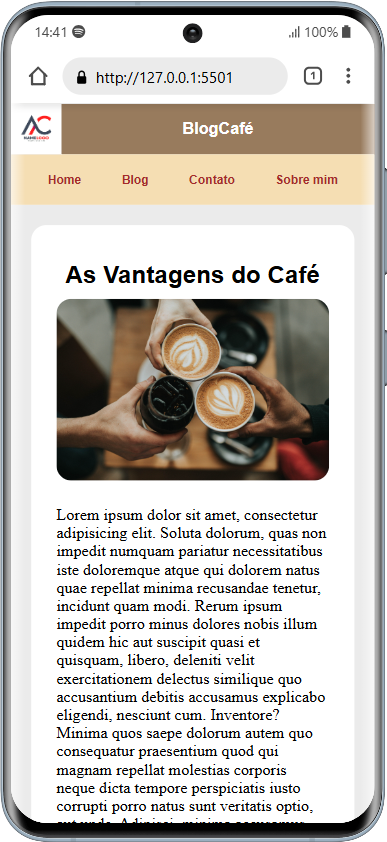 14:41 100%
http://127.0.0.1:5501 1
AC
NAME LOGO
BlogCafé
Home Blog Contato Sobre mim
As Vantagens do Café
Lorem ipsum dolor sit amet, consectetur
adipisicing elit. Soluta dolorum, quas non
impedit numquam pariatur necessitatibus
iste doloremque atque qui dolorem natus
quae repellat minima recusandae tenetur,
incidunt quam modi. Rerum ipsum
impedit porro minus dolores nobis illum
quidem hic aut suscipit quasi et
quisquam, libero, deleniti velit
exercitationem delectus similique quo
accusantium debitis accusamus explicabo
eligendi, nesciunt cum. Inventore?
Minima quos saepe dolorum autem quo
consequatur praesentium quod qui
magnam repellat molestias corporis
neque dicta tempore perspiciatis iusto
corrupti porro natus sunt veritatis optio,